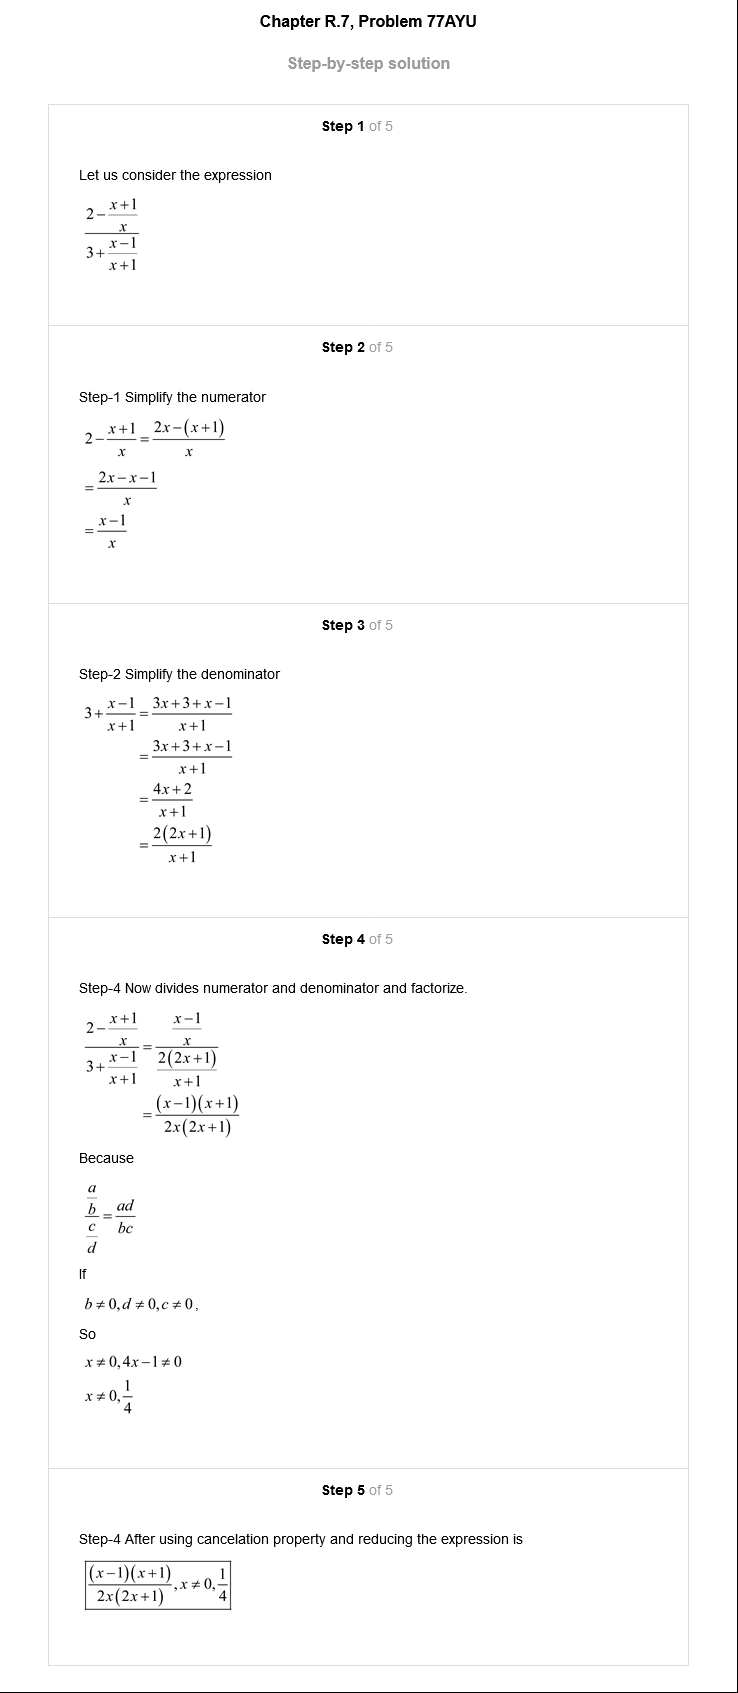 Chapter R.7, Problem 77AYU
Step-by-step solution
Step 1 of 5
Let us consider the expression
\frac{2-\frac{x+1}{x}}{3+\frac{x-1}{x+1}}
Step 2 of 5
Step-1 Simplify the numerator
2-\frac{x+1}{x}=\frac{2x-(x+1)}{x}
=\frac{2x-x-1}{x}
=\frac{x-1}{x}
Step 3 of 5
Step-2 Simplify the denominator
3+\frac{x-1}{x+1}=\frac{3x+3+x-1}{x+1}
=\frac{3x+3+x-1}{x+1}
=\frac{4x+2}{x+1}
=\frac{2(2x+1)}{x+1}
Step 4 of 5
Step-4 Now divides numerator and denominator and factorize.
\frac{2-\frac{x+1}{x}}{3+\frac{x-1}{x+1}}=\frac{\frac{x-1}{x}}{\frac{2(2x+1)}{x+1}}
=\frac{(x-1)(x+1)}{2x(2x+1)}
Because
\frac{\frac{a}{b}}{\frac{c}{d}}=\frac{ad}{bc}
If
b≠0,d≠0,c≠0,
So
x≠0,4x-1≠0
x≠0,\frac{1}{4}
Step 5 of 5
Step-4 After using cancelation property and reducing the expression is
\frac{(x-1)(x+1)}{2x(2x+1)},x≠0,\frac{1}{4}